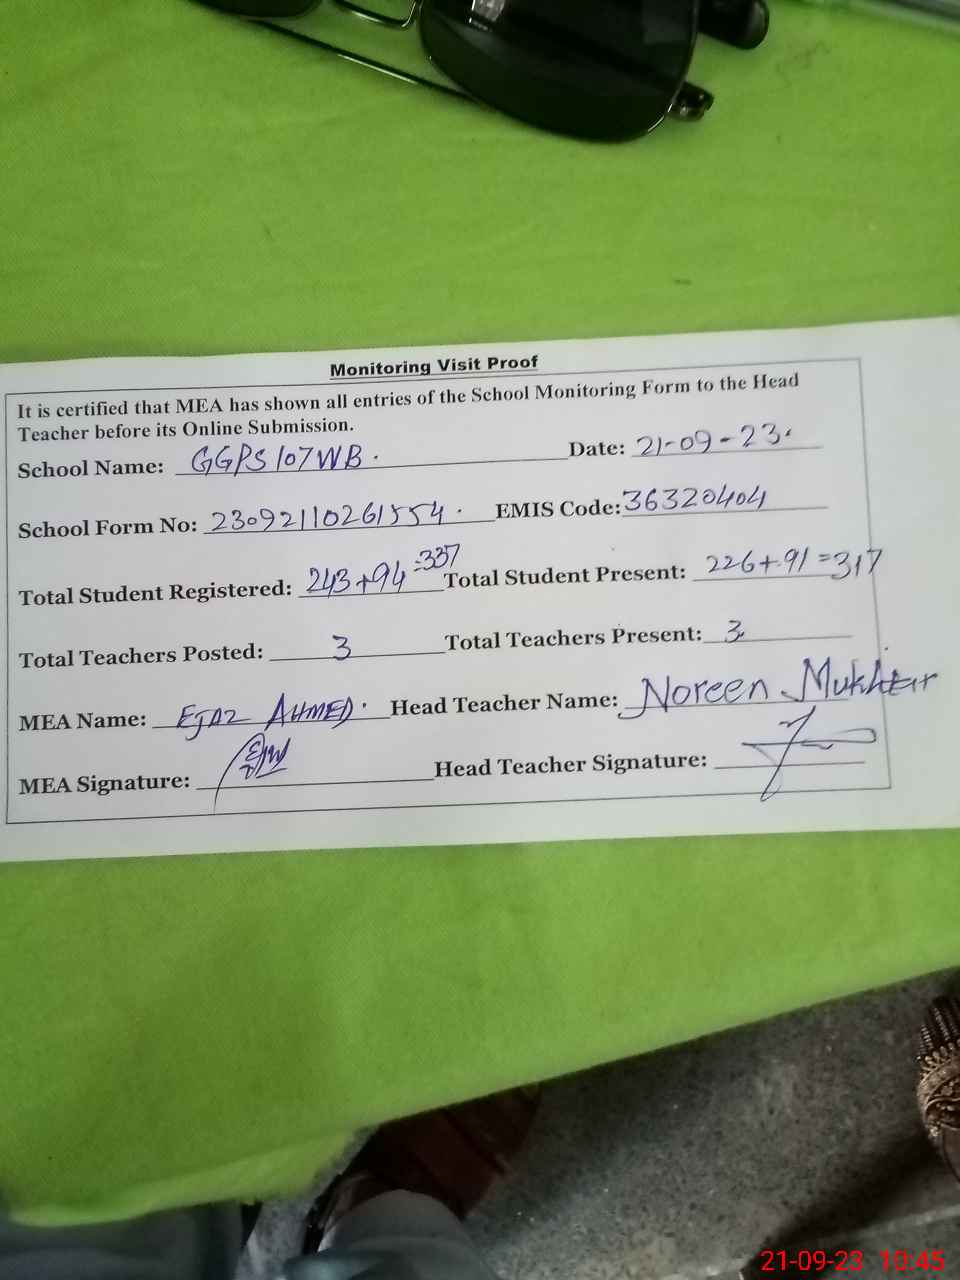 Monitoring Visit Proof
It is certified that MEA has shown all entries of the School Monitoring Form to the Head
Teacher before its Online Submission.
School Name: GGPS 107WB. Date: 21-09-23.
School Form No: 23092110261554. EMIS Code: 36320404
Total Student Registered: 243+94=337 Total Student Present: 226+91=317
Total Teachers Posted: 3 Total Teachers Present: 3
MEA Name: EJAZ AHMED. Head Teacher Name: Noreen Mukhtar
MEA Signature: Head Teacher Signature:
21-09-23 10:45